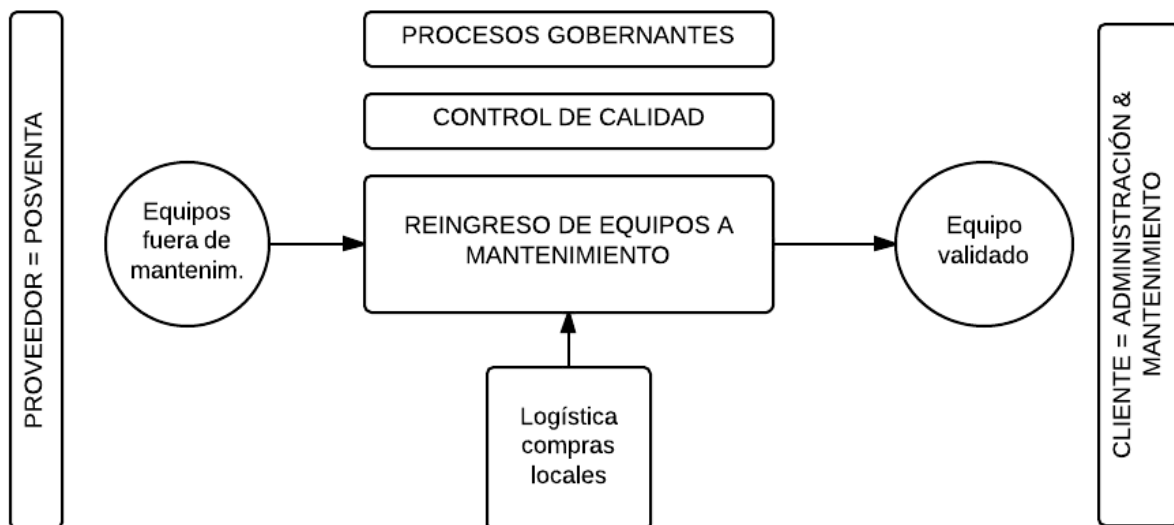 PROVEEDOR = POSVENTA
PROCESOS GOBERNANTES
CONTROL DE CALIDAD
Equipos
fuera de
mantenim.
REINGRESO DE EQUIPOS A
MANTENIMIENTO
Equipo
validado
Logística
compras
locales
CLIENTE = ADMINISTRACIÓN &
MANTENIMIENTO